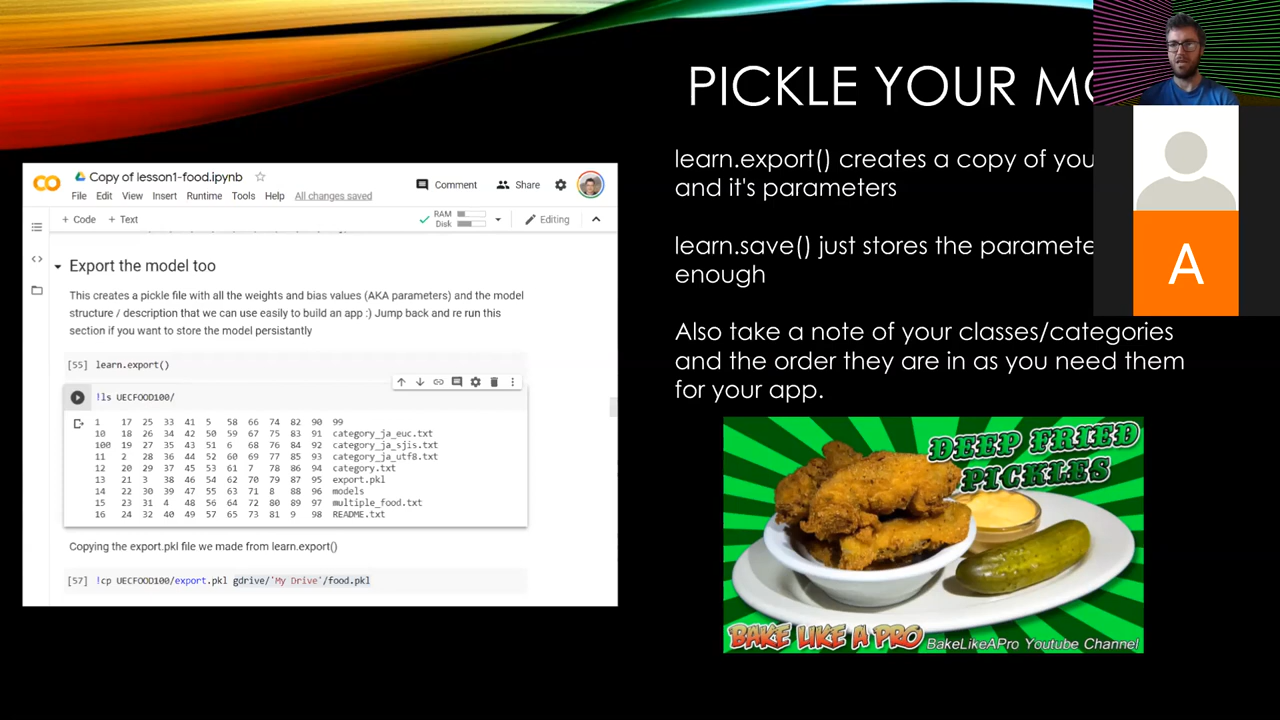 PICKLE YOUR
learn.export() creates a copy of
and it's parameters
learn.save() just stores the
enough
Also take a note of your classes/categories
and the order they are in as you need them
for your app.
Copy of lesson1-food.ipynb
File Edit View Insert Runtime Tools Help All changes saved
Comment Share
+ Code + Text
RAM
Disk
Editing
Export the model too
This creates a pickle file with all the weights and bias values (AKA parameters) and the model
structure / description that we can use easily to build an app :) Jump back and re run this
section if you want to store the model persistantly
[55] learn.export()
!ls UECFOOD100/
1 17 25 33 41 5 58 66 74 82 90 99
10 18 26 34 42 50 59 67 75 83 91 category_ja_euc.txt
100 19 27 35 43 51 6 68 76 84 92 category_ja_sjis.txt
11 2 28 36 44 52 60 69 77 85 93 category_ja_utf8.txt
12 20 29 37 45 53 61 7 78 86 94 category.txt
13 21 3 38 46 54 62 70 79 87 95 export.pkl
14 22 30 39 47 55 63 71 8 88 96 models
15 23 31 4 48 56 64 72 80 89 97 multiple_food.txt
16 24 32 40 49 57 65 73 81 9 98 README.txt
Copying the export.pkl file we made from learn.export()
[57] !cp UECFOOD100/export.pkl gdrive/'My Drive'/food.pkl
DEEP FRIED
PICKLES
BAKE LIKE A PRO
BakeLikeAPro Youtube Channel
A